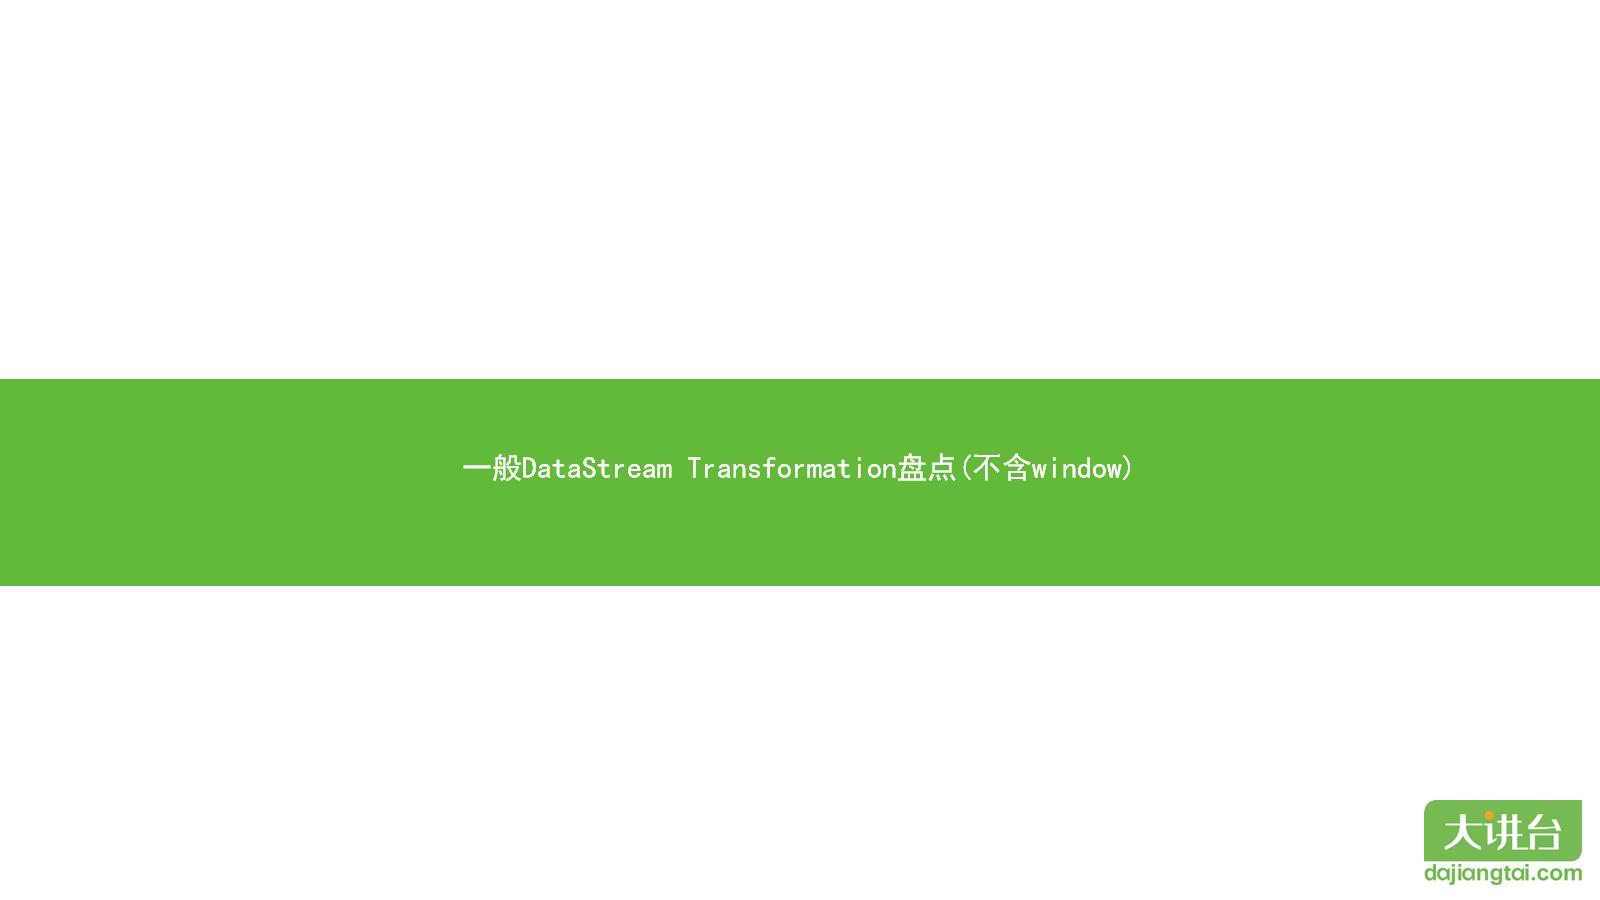 一般DataStream Transformation盘点(不含window)
大讲台
dajiangtai.com